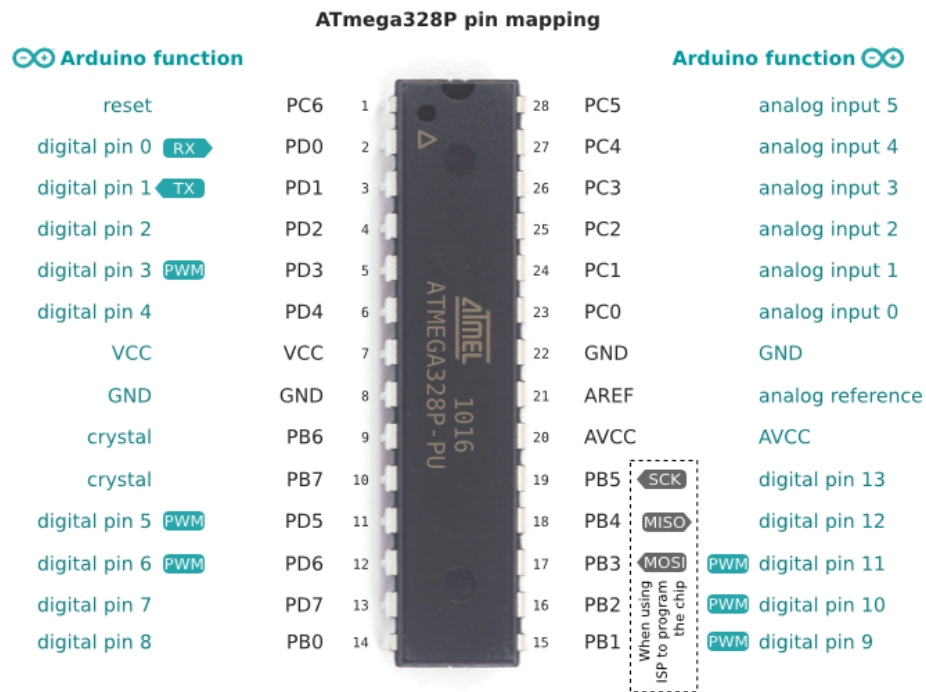 ATmega328P pin mapping
Arduino function
Arduino function
reset PC6 1 28 PC5 analog input 5
digital pin 0 RX PD0 2 27 PC4 analog input 4
digital pin 1 TX PD1 3 26 PC3 analog input 3
digital pin 2 PD2 4 25 PC2 analog input 2
digital pin 3 PWM PD3 5 24 PC1 analog input 1
digital pin 4 PD4 6 23 PC0 analog input 0
VCC VCC 7 22 GND GND
GND GND 8 21 AREF analog reference
crystal PB6 9 20 AVCC AVCC
crystal PB7 10 19 PB5 SCK digital pin 13
digital pin 5 PWM PD5 11 18 PB4 MISO digital pin 12
digital pin 6 PWM PD6 12 17 PB3 MOSI PWM digital pin 11
digital pin 7 PD7 13 16 PB2 PWM digital pin 10
digital pin 8 PB0 14 15 PB1 PWM digital pin 9
When using
ISP to program
the chip
ATMEL
1016
ATMEGA328P-PU